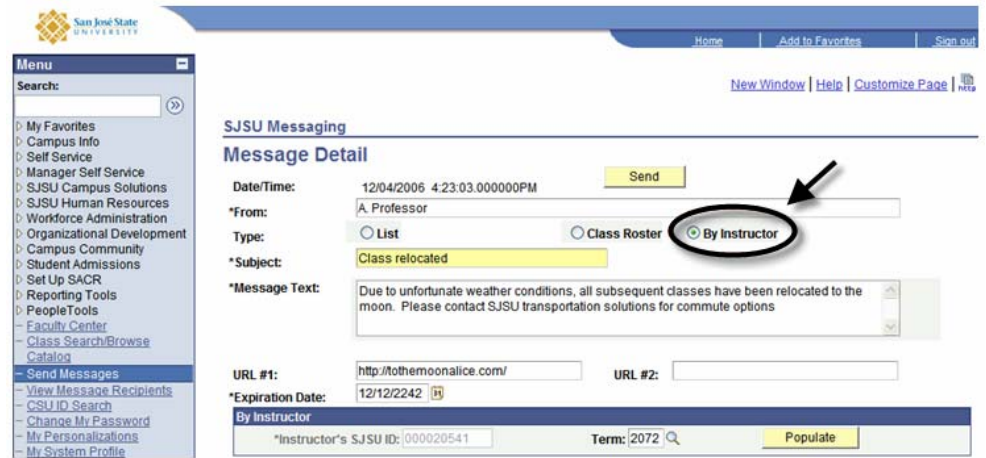 San José State
UNIVERSITY
Home Add to Favorites Sign out
Menu
Search:
New Window | Help | Customize Page | http
My Favorites
Campus Info
Self Service
Manager Self Service
SJSU Campus Solutions
SJSU Human Resources
Workforce Administration
Organizational Development
Campus Community
Student Admissions
Set Up SACR
Reporting Tools
PeopleTools
Faculty Center
Class Search/Browse
Catalog
Send Messages
View Message Recipients
CSU ID Search
Change My Password
My Personalizations
My System Profile
SJSU Messaging
Message Detail
Date/Time: 12/04/2006 4:23:03.000000PM Send
*From: A. Professor
Type: List Class Roster By Instructor
*Subject: Class relocated
*Message Text: Due to unfortunate weather conditions, all subsequent classes have been relocated to the
moon. Please contact SJSU transportation solutions for commute options
URL #1: http://tothemoonalice.com/ URL #2:
*Expiration Date: 12/12/2242
By Instructor
*Instructor's SJSU ID: 000020541 Term: 2072 Populate